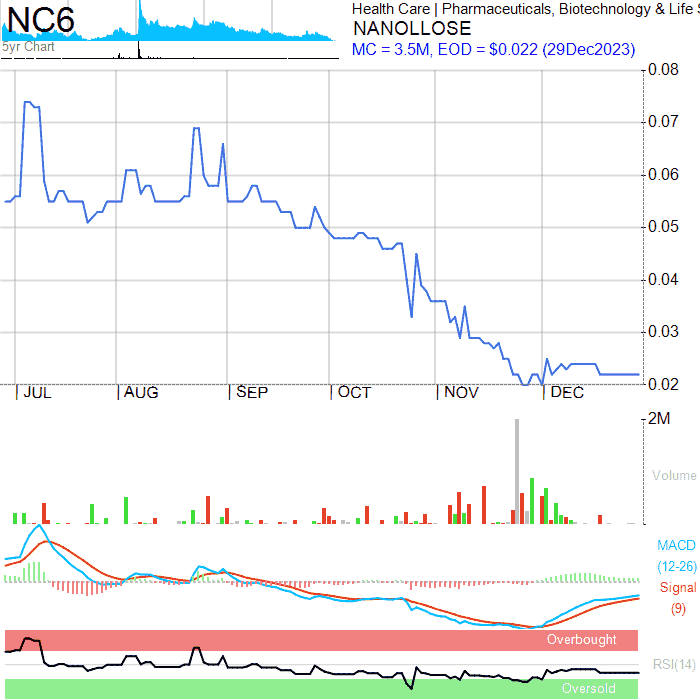 NC6
5yr Chart
Health Care | Pharmaceuticals, Biotechnology & Life S
NANOLLOSE
MC = 3.5M, EOD = $0.022 (29Dec2023)
0.08
0.07
0.06
0.05
0.04
0.03
0.02
| JUL | AUG | SEP | OCT | NOV | DEC
2M
Volume
MACD
(12-26)
Signal
(9)
Overbought
RSI(14)
Oversold